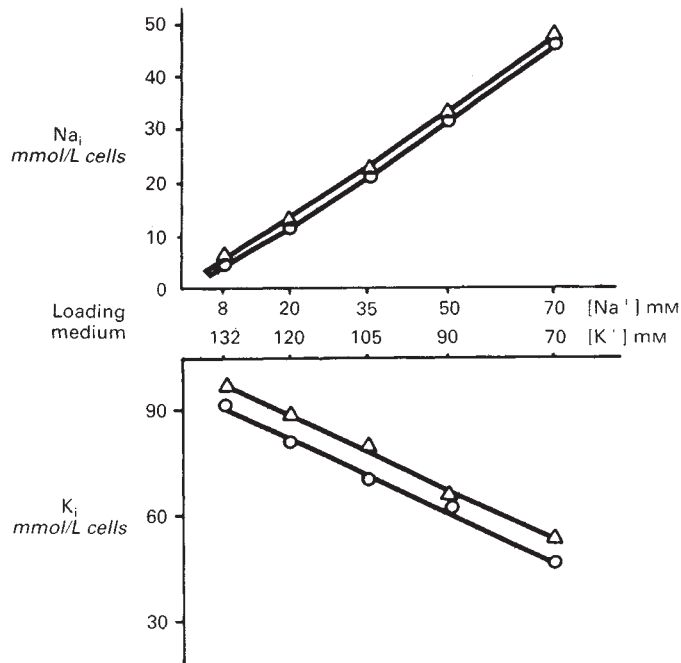 50
40
Na i
mmol/L cells
30
20
10
0
Loading medium
8 20 35 50 70 [Na '] mM
132 120 105 90 70 [K '] mM
90
K i
mmol/L cells
60
30